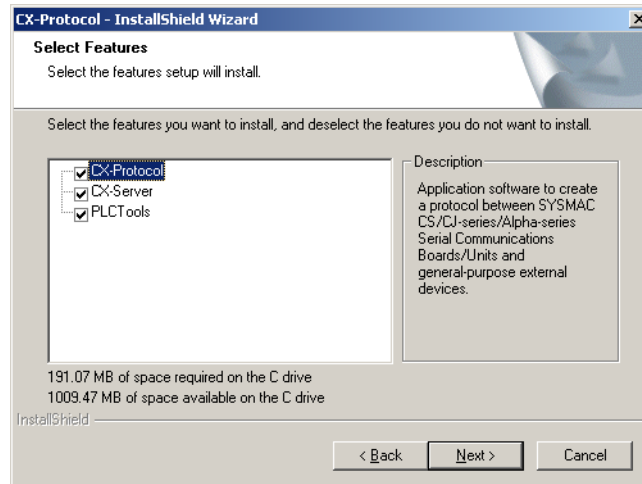 CX-Protocol - InstallShield Wizard
Select Features
Select the features setup will install.
Select the features you want to install, and deselect the features you do not want to install.
CX-Protocol
CX-Server
PLCTools
Description
Application software to create
a protocol between SYSMAC
CS/CJ-series/Alpha-series
Serial Communications
Boards/Units and
general-purpose external
devices.
191.07 MB of space required on the C drive
1009.47 MB of space available on the C drive
InstallShield
< Back
Next >
Cancel